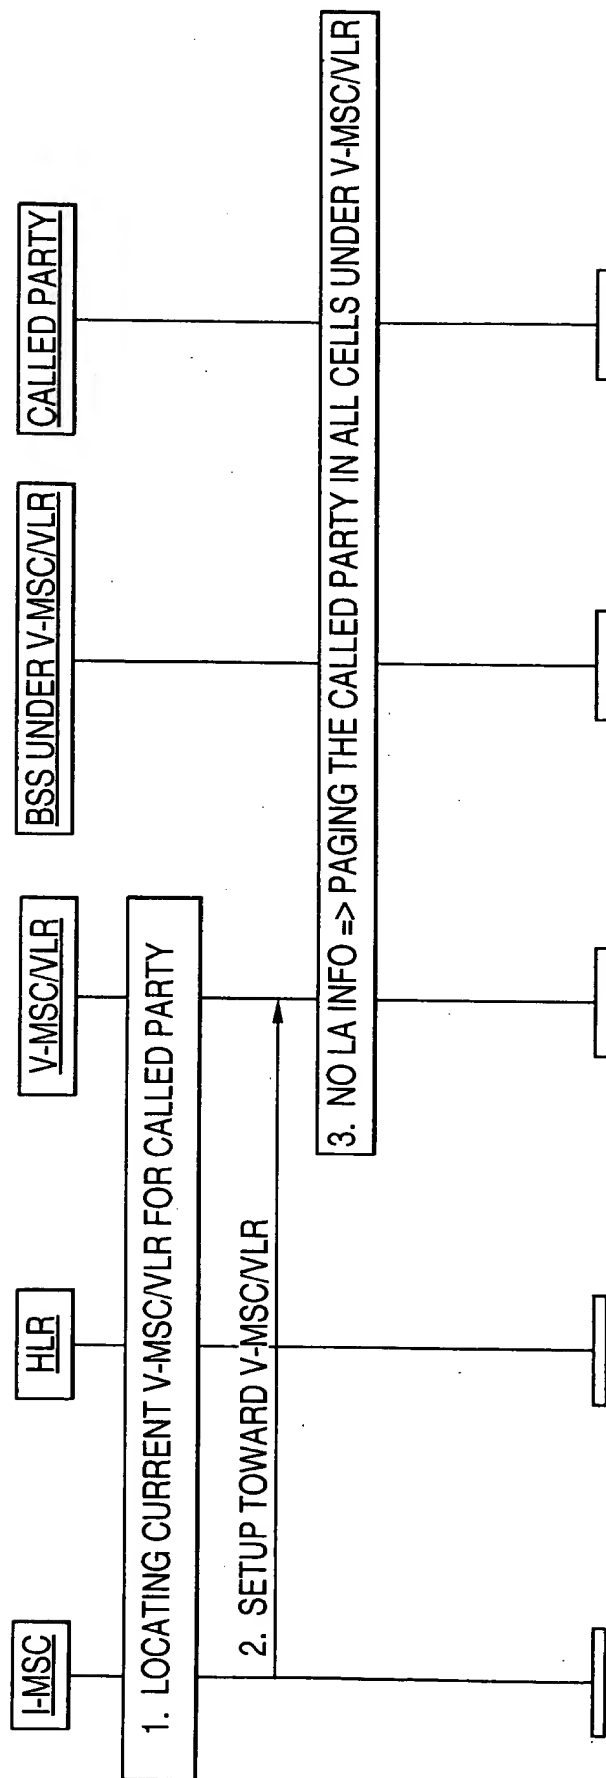 I-MSC
HLR
V-MSC/VLR
BSS UNDER V-MSC/VLR
CALLED PARTY
1. LOCATING CURRENT V-MSC/VLR FOR CALLED PARTY
2. SETUP TOWARD V-MSC/VLR
3. NO LA INFO => PAGING THE CALLED PARTY IN ALL CELLS UNDER V-MSC/VLR